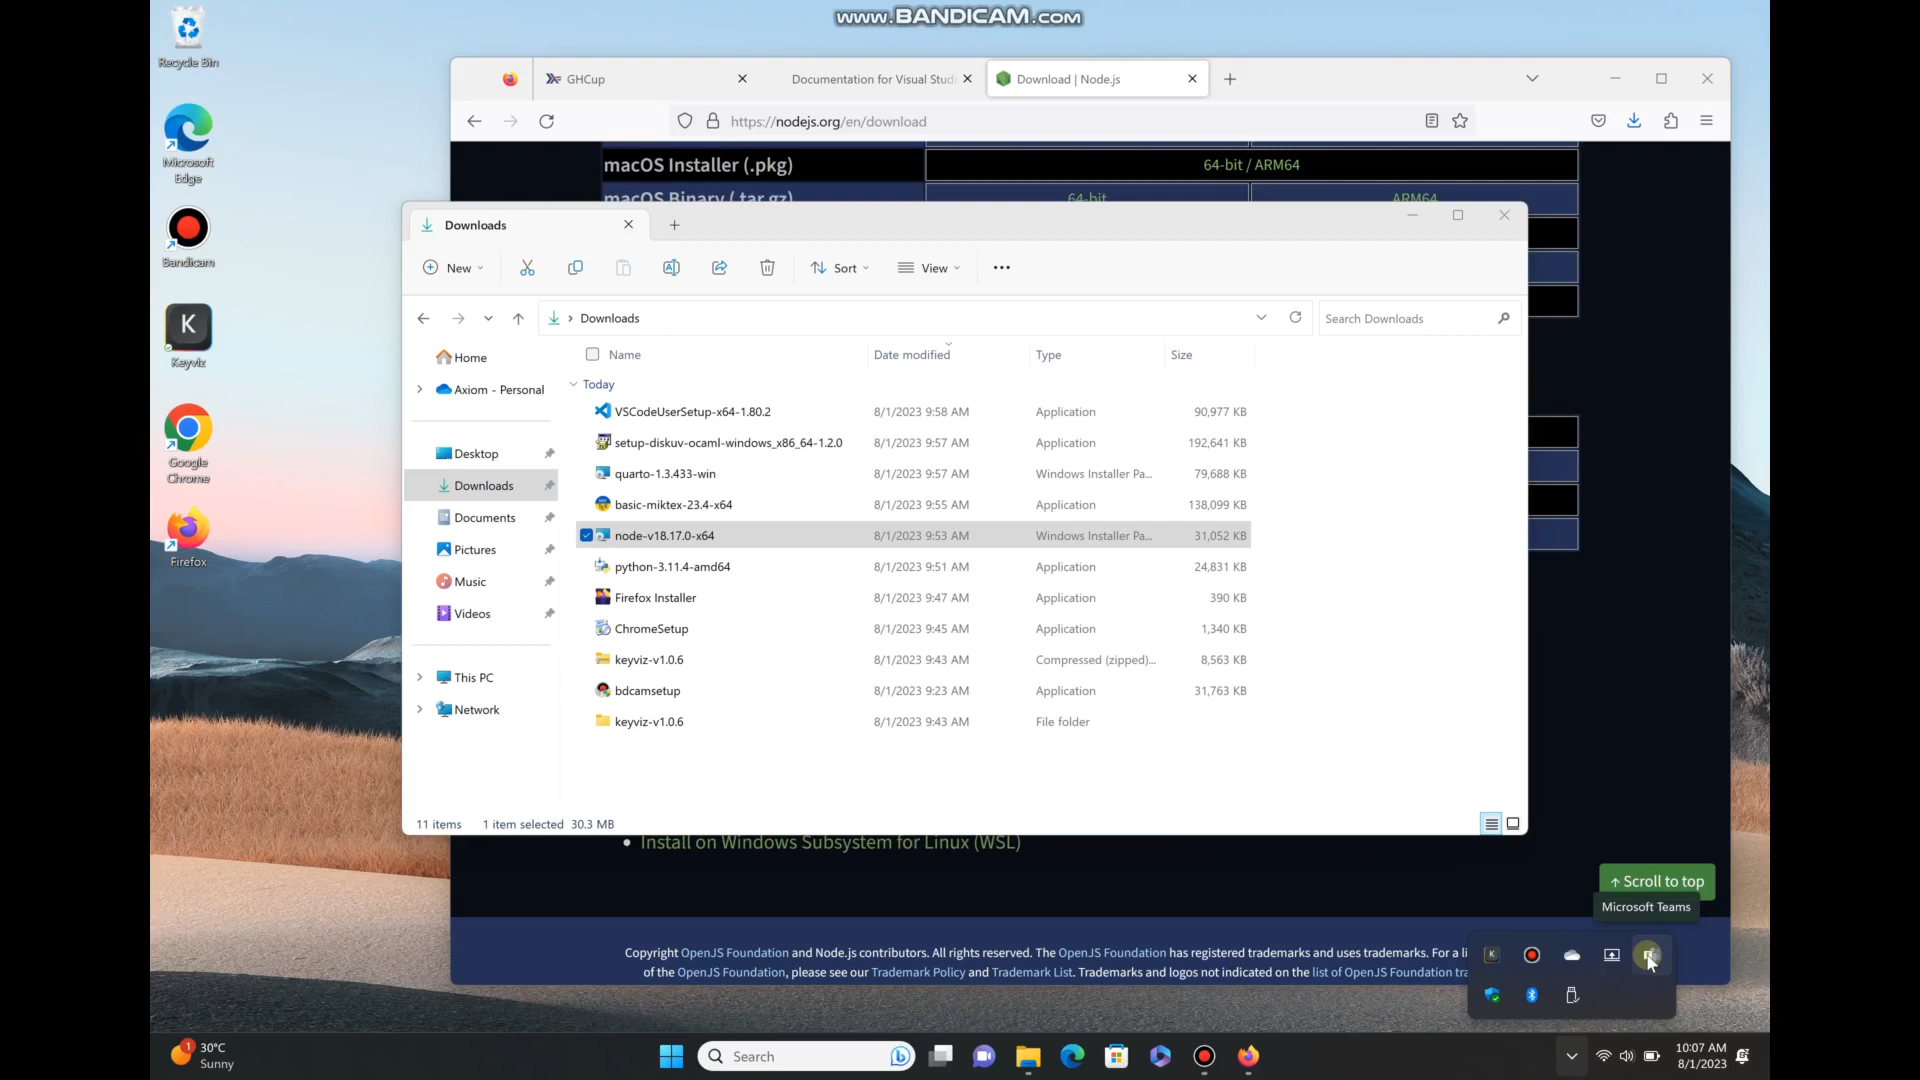 www.BANDICAM.com
Recycle Bin
Microsoft
Edge
Bandicam
K
Keyviz
Google
Chrome
Firefox
GHCup
Documentation for Visual Studi
Download | Node.js
https://nodejs.org/en/download
macOS Installer (.pkg)
64-bit / ARM64
macOS Binary (.tar.gz)
64-bit
ARM64
Downloads
New
Sort
View
Downloads
Search Downloads
Name
Date modified
Type
Size
Home
Axiom - Personal
Desktop
Downloads
Documents
Pictures
Music
Videos
This PC
Network
Today
VSCodeUserSetup-x64-1.80.2 8/1/2023 9:58 AM Application 90,977 KB
setup-diskuv-ocaml-windows_x86_64-1.2.0 8/1/2023 9:57 AM Application 192,641 KB
quarto-1.3.433-win 8/1/2023 9:57 AM Windows Installer Pa... 79,688 KB
basic-miktex-23.4-x64 8/1/2023 9:55 AM Application 138,099 KB
node-v18.17.0-x64 8/1/2023 9:53 AM Windows Installer Pa... 31,052 KB
python-3.11.4-amd64 8/1/2023 9:51 AM Application 24,831 KB
Firefox Installer 8/1/2023 9:47 AM Application 390 KB
ChromeSetup 8/1/2023 9:45 AM Application 1,340 KB
keyviz-v1.0.6 8/1/2023 9:43 AM Compressed (zipped)... 8,563 KB
bdcamsetup 8/1/2023 9:23 AM Application 31,763 KB
keyviz-v1.0.6 8/1/2023 9:43 AM File folder
11 items 1 item selected 30.3 MB
Install on Windows Subsystem for Linux (WSL)
↑ Scroll to top
Microsoft Teams
Copyright OpenJS Foundation and Node.js contributors. All rights reserved. The OpenJS Foundation has registered trademarks and uses trademarks. For a li
of the OpenJS Foundation, please see our Trademark Policy and Trademark List. Trademarks and logos not indicated on the list of OpenJS Foundation tra
K
1
30°C
Sunny
Search
10:07 AM
8/1/2023